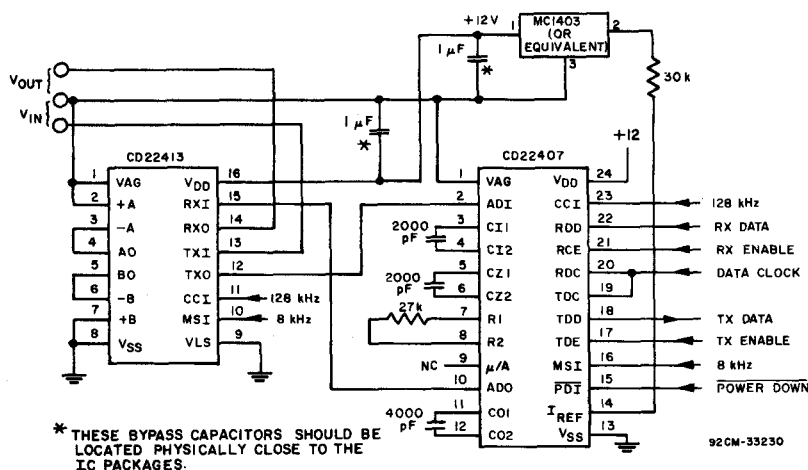 +12V
1
MC1403
(OR
EQUIVALENT)
2
3
1 µF
*
30k
VOUT
VIN
1 µF
*
CD22413
1 VAG VDD 16
2 +A RXI 15
3 -A RXO 14
4 AO TXI 13
5 BO TXO 12
6 -B CCI 11 128 kHz
7 +B MSI 10 8 kHz
8 VSS VLS 9
CD22407
+12
1 VAG VDD 24
2 ADI CCI 23 128 kHz
2000 pF
3 CI1 RDD 22 RX DATA
4 CI2 RCE 21 RX ENABLE
2000 pF
5 CZ1 RDC 20 DATA CLOCK
6 CZ2 TDC 19
27k
7 R1 TDD 18 TX DATA
8 R2 TDE 17 TX ENABLE
NC 9 µ/A MSI 16 8 kHz
10 ADO PDI 15 POWER DOWN
4000 pF
11 CO1 IREF 14
12 CO2 VSS 13
* THESE BYPASS CAPACITORS SHOULD BE
LOCATED PHYSICALLY CLOSE TO THE
IC PACKAGES.
92CM-33230